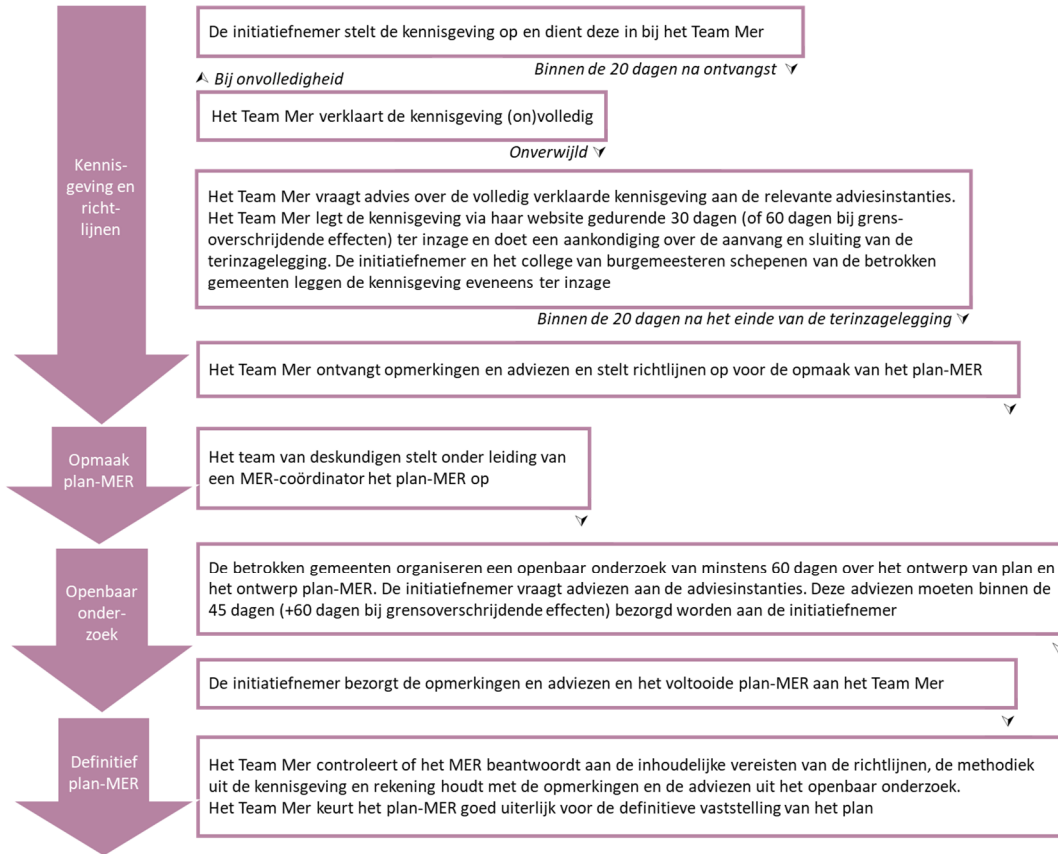 De initiatiefnemer stelt de kennisgeving op en dient deze in bij het Team Mer
Binnen de 20 dagen na ontvangst
Bij onvolledigheid
Het Team Mer verklaart de kennisgeving (on)volledig
Onverwijld
Kennis-
geving en
richt-
lijnen
Het Team Mer vraagt advies over de volledig verklaarde kennisgeving aan de relevante adviesinstanties.
Het Team Mer legt de kennisgeving via haar website gedurende 30 dagen (of 60 dagen bij grens-
overschrijdende effecten) ter inzage en doet een aankondiging over de aanvang en sluiting van de
terinzagelegging. De initiatiefnemer en het college van burgemeesteren schepenen van de betrokken
gemeenten leggen de kennisgeving eveneens ter inzage
Binnen de 20 dagen na het einde van de terinzagelegging
Het Team Mer ontvangt opmerkingen en adviezen en stelt richtlijnen op voor de opmaak van het plan-MER
Opmaak
plan-MER
Het team van deskundigen stelt onder leiding van
een MER-coördinator het plan-MER op
Openbaar
onder-
zoek
De betrokken gemeenten organiseren een openbaar onderzoek van minstens 60 dagen over het ontwerp van plan en
het ontwerp plan-MER. De initiatiefnemer vraagt adviezen aan de adviesinstanties. Deze adviezen moeten binnen de
45 dagen (+60 dagen bij grensoverschrijdende effecten) bezorgd worden aan de initiatiefnemer
De initiatiefnemer bezorgt de opmerkingen en adviezen en het voltooide plan-MER aan het Team Mer
Definitief
plan-MER
Het Team Mer controleert of het MER beantwoordt aan de inhoudelijke vereisten van de richtlijnen, de methodiek
uit de kennisgeving en rekening houdt met de opmerkingen en de adviezen uit het openbaar onderzoek.
Het Team Mer keurt het plan-MER goed uiterlijk voor de definitieve vaststelling van het plan